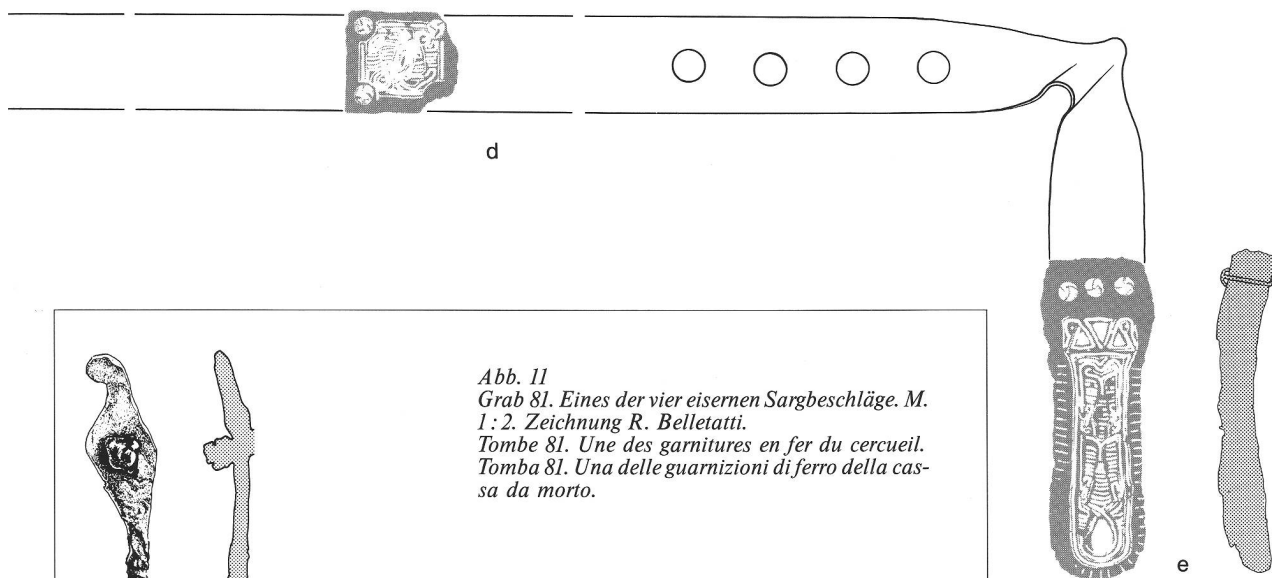 d
Abb. 11
Grab 81. Eines der vier eisernen Sargbeschläge. M.
1:2. Zeichnung R. Belletatti.
Tombe 81. Une des garnitures en fer du cercueil.
Tomba 81. Una delle guarnizioni di ferro della cas-
sa da morto.
e